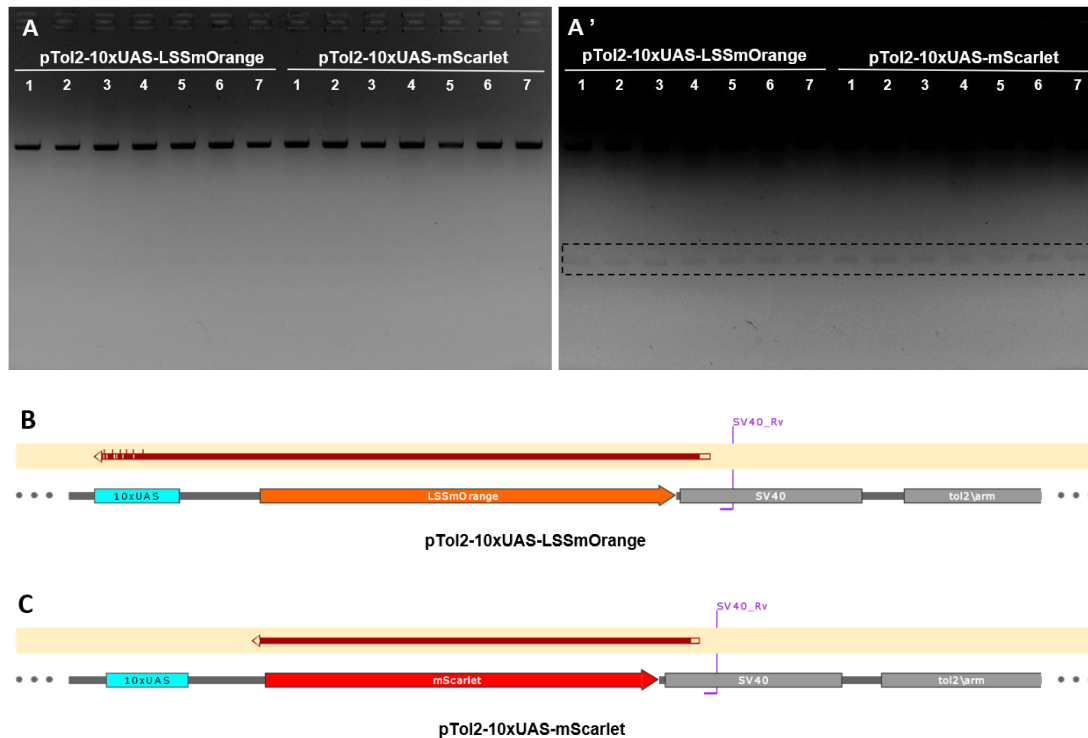 A
pTol2-10xUAS-LSSmOrange pTol2-10xUAS-mScarlet
1 2 3 4 5 6 7 1 2 3 4 5 6 7
A'
pTol2-10xUAS-LSSmOrange pTol2-10xUAS-mScarlet
1 2 3 4 5 6 7 1 2 3 4 5 6 7
B
SV40_Rv
10xUAS LSSmOrange SV40 tol2\arm
pTol2-10xUAS-LSSmOrange
C
SV40_Rv
10xUAS mScarlet SV40 tol2\arm
pTol2-10xUAS-mScarlet